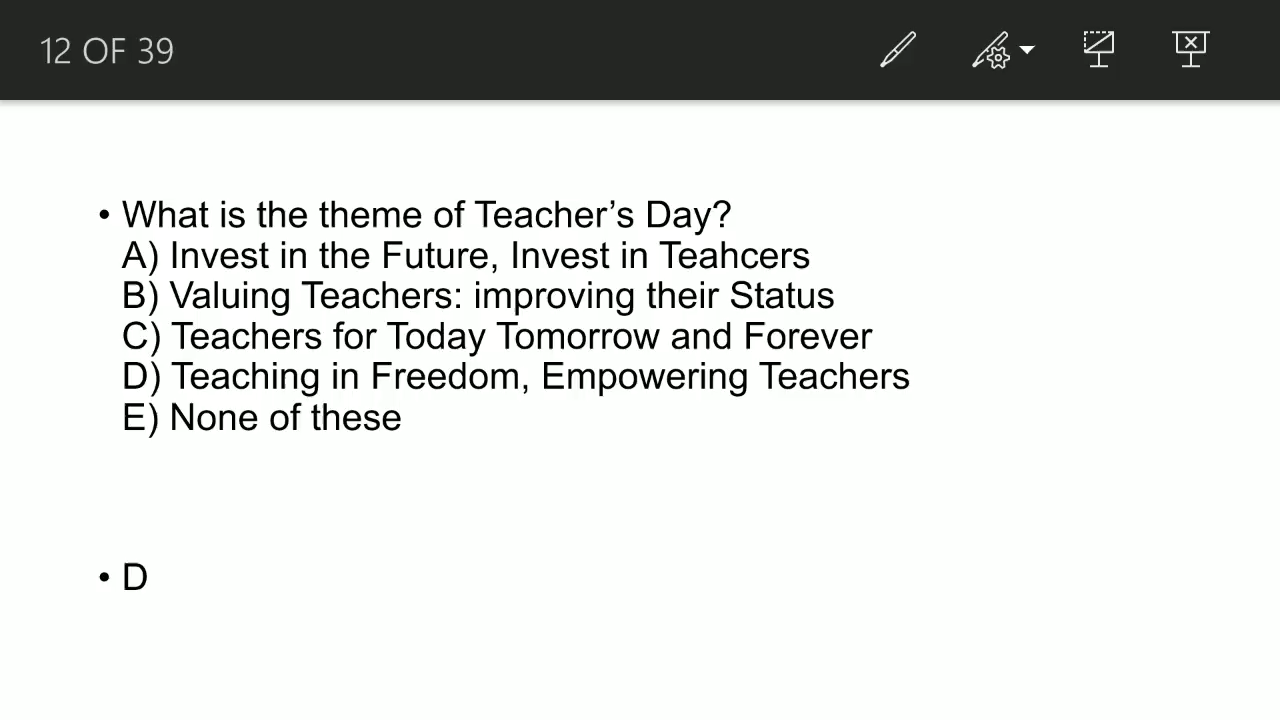 12 OF 39
• What is the theme of Teacher’s Day?
A) Invest in the Future, Invest in Teahcers
B) Valuing Teachers: improving their Status
C) Teachers for Today Tomorrow and Forever
D) Teaching in Freedom, Empowering Teachers
E) None of these
• D